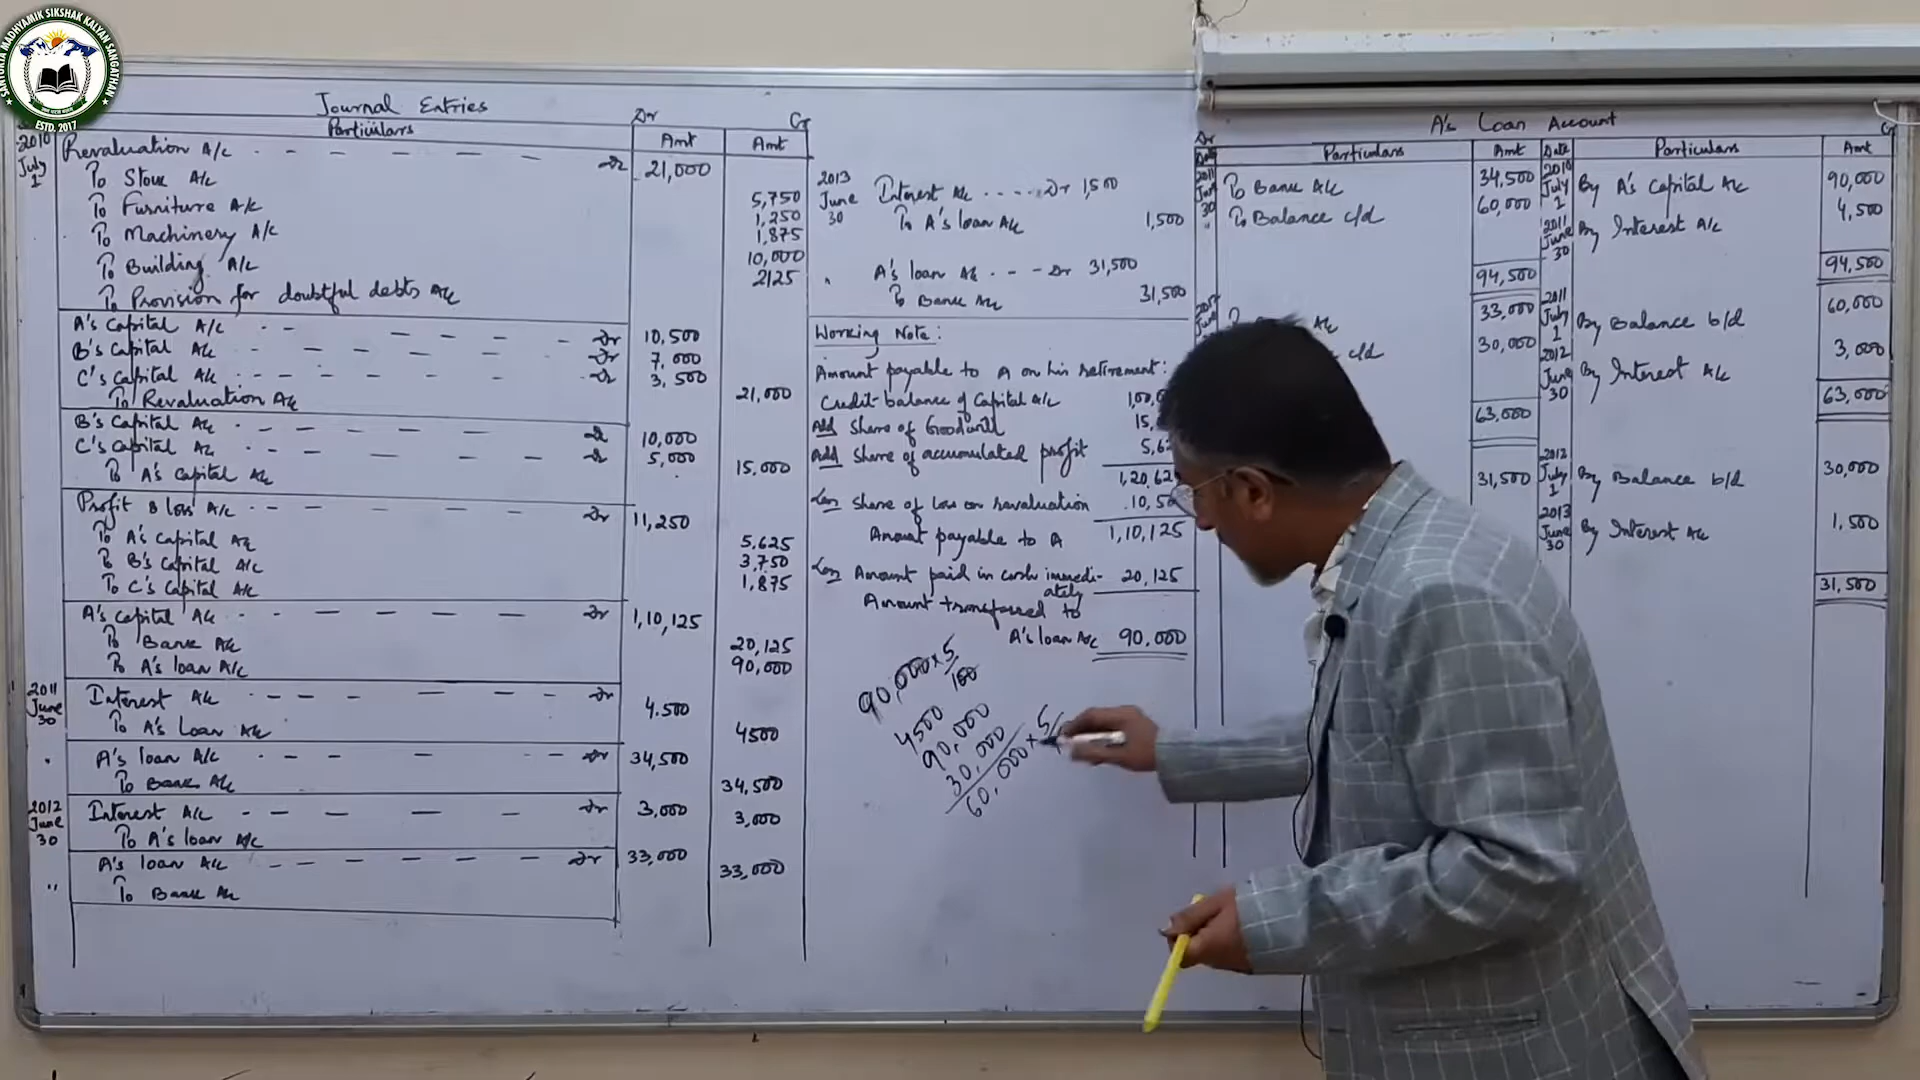 SANYUKTA MADHYAMIK SIKSHAK KALYAN SANGATHAN
ESTD. 2017
Journal Entries
Particulars
Dr
Amt
Cr
Amt
2010
July
1
Revaluation A/c Dr 21,000
To Stock A/c 5,750
To Furniture A/c 1,250
To Machinery A/c 1,875
To Building A/c 10,000
To Provision for doubtful debts A/c 2125
A's Capital A/c Dr 10,500
B's Capital A/c Dr 7,000
C's Capital A/c Dr 3,500
To Revaluation A/c 21,000
B's Capital A/c Dr 10,000
C's Capital A/c Dr 5,000
To A's Capital A/c 15,000
Profit & loss A/c Dr 11,250
To A's Capital A/c 5,625
To B's Capital A/c 3,750
To C's Capital A/c 1,875
A's Capital A/c Dr 1,10,125
To Bank A/c 20,125
To A's loan A/c 90,000
2011
June
30
Interest A/c Dr 4,500
To A's Loan A/c 4500
A's loan A/c Dr 34,500
To Bank A/c 34,500
2012
June
30
Interest A/c Dr 3,000
To A's loan A/c 3,000
" A's loan A/c Dr 33,000
To Bank A/c 33,000
2013
June
30
Interest A/c Dr 1,500
To A's loan A/c 1,500
" A's loan A/c Dr 31,500
To Bank A/c 31,500
Working Note:
Amount payable to A on his retirement:
Credit balance of Capital A/c
Add Share of Goodwill
Add Share of accumulated profit
Less Share of loss on revaluation
Amount payable to A 1,10,125
Less Amount paid in cash immedi-
ately 20,125
Amount transferred to
A's loan A/c 90,000
90,000 × 5/100
4500
90,000
30,000
60,000 × 5/
A's Loan Account
Dr
Cr
Date Particulars Amt Date Particulars Amt
2011
June
30
To Bank A/c 34,500
" To Balance c/d 60,000
94,500
2010
July
1
By A's Capital A/c 90,000
2011
June
30
By Interest A/c 4,500
94,500
33,000
c/d 30,000
63,000
2011
July
1
By Balance b/d 60,000
2012
June
30
By Interest A/c 3,000
63,000
31,500
2012
July
1
By Balance b/d 30,000
2013
June
30
By Interest A/c 1,500
31,500